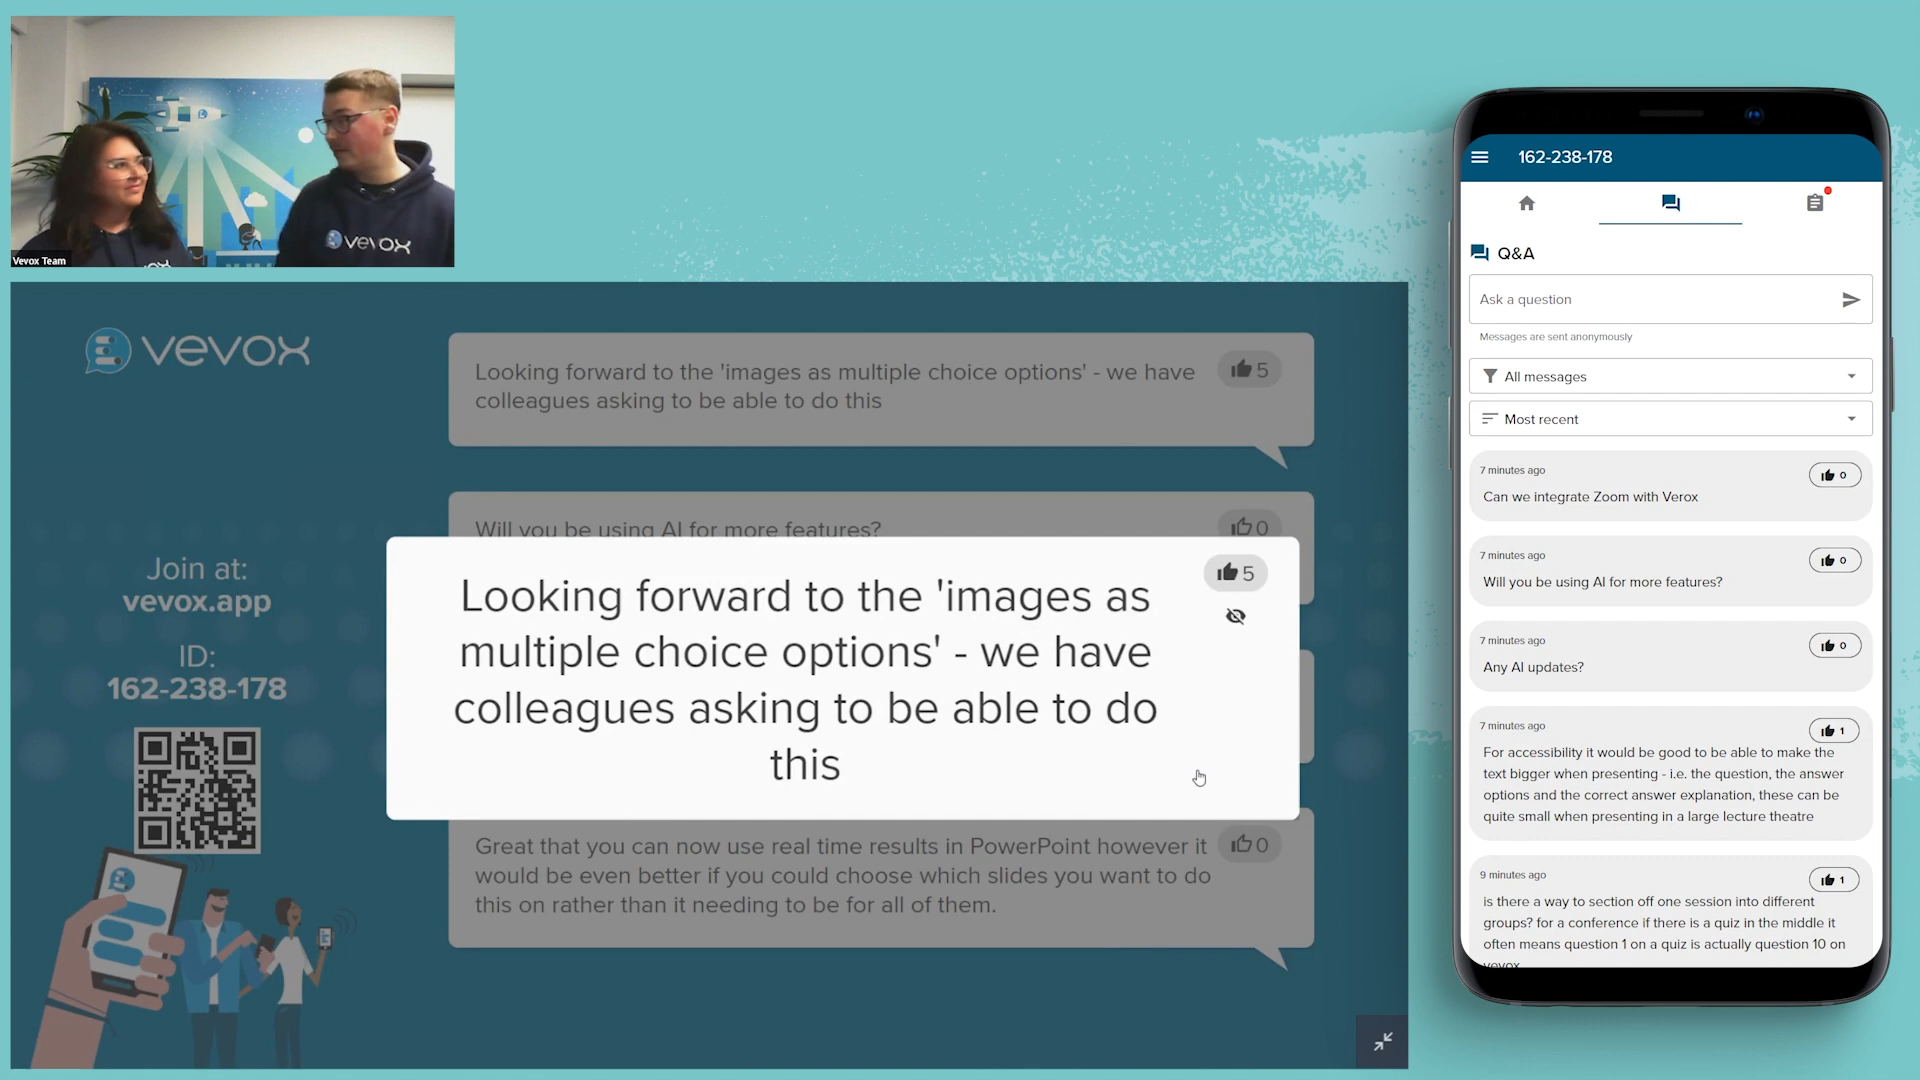 vevox
Vevox Team
vevox
Looking forward to the 'images as multiple choice options' - we have
colleagues asking to be able to do this
5
Will you be using AI for more features?
0
Looking forward to the 'images as
multiple choice options' - we have
colleagues asking to be able to do
this
5
Great that you can now use real time results in PowerPoint however it
would be even better if you could choose which slides you want to do
this on rather than it needing to be for all of them.
0
Join at:
vevox.app
ID:
162-238-178
162-238-178
Q&A
Ask a question
Messages are sent anonymously
All messages
Most recent
7 minutes ago
0
Can we integrate Zoom with Verox
7 minutes ago
0
Will you be using AI for more features?
7 minutes ago
0
Any AI updates?
7 minutes ago
1
For accessibility it would be good to be able to make the
text bigger when presenting - i.e. the question, the answer
options and the correct answer explanation, these can be
quite small when presenting in a large lecture theatre
9 minutes ago
1
is there a way to section off one session into different
groups? for a conference if there is a quiz in the middle it
often means question 1 on a quiz is actually question 10 on
vevox